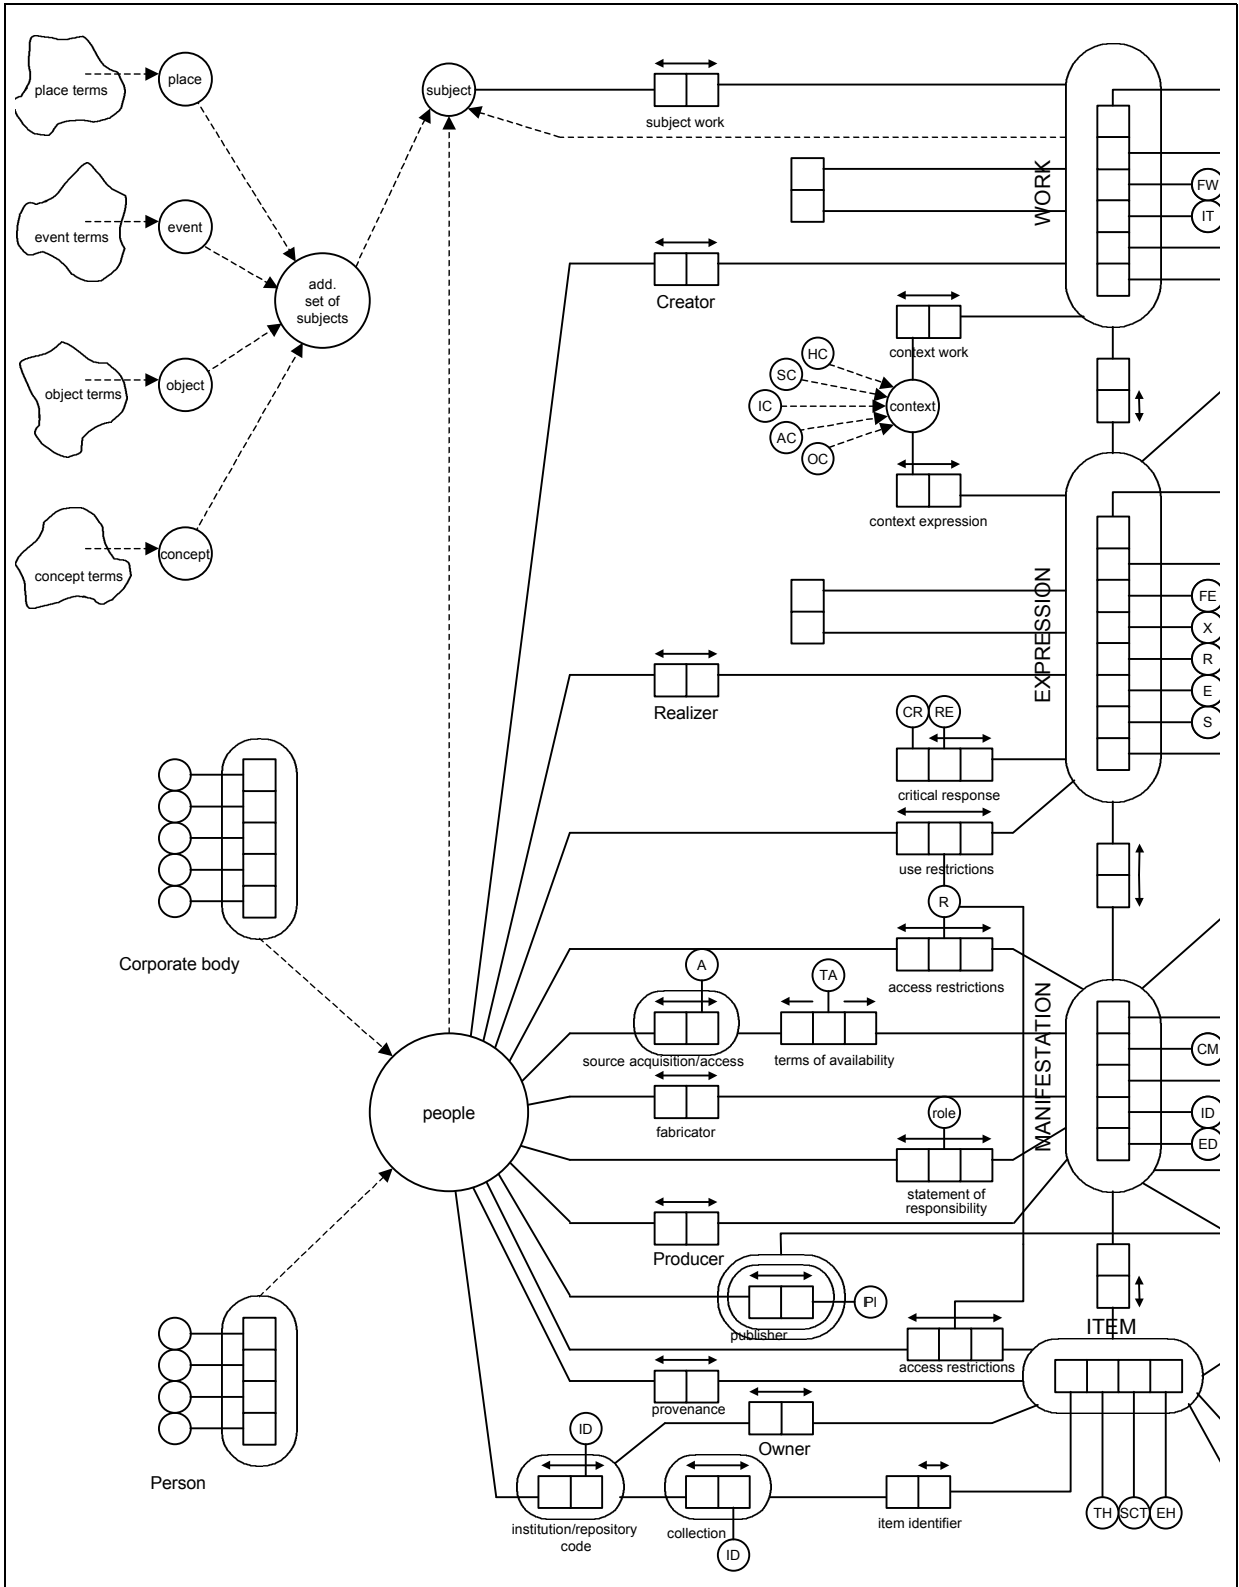 place terms
place
subject
subject work
WORK
FW
IT
event terms
event
add.
set of
subjects
Creator
context work
HC
SC
IC
AC
OC
context
context expression
object terms
object
concept terms
concept
EXPRESSION
FE
X
R
E
S
Realizer
CR
RE
critical response
use restrictions
R
access restrictions
Corporate body
A
TA
source acquisition/access
terms of availability
MANIFESTATION
CM
ID
ED
people
fabricator
role
statement of
responsibility
Producer
publisher
IPI
access restrictions
ITEM
provenance
Owner
Person
ID
institution/repository
code
collection
ID
item identifier
TH
SCT
EH